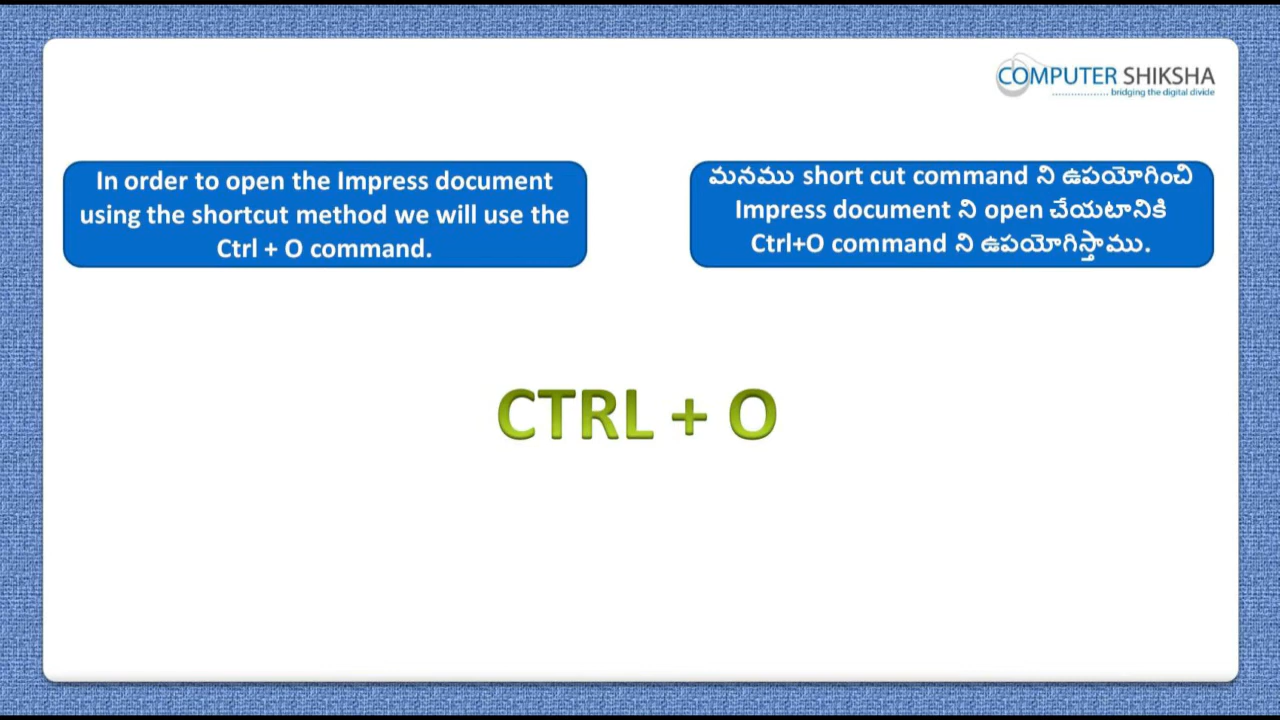 COMPUTER SHIKSHA
bridging the digital divide
In order to open the Impress document
using the shortcut method we will use the
Ctrl + O command.
మనము short cut command ని ఉపయోగించి
Impress document ని open చేయటానికి
Ctrl+O command ని ఉపయోగిస్తాము.
CTRL + O